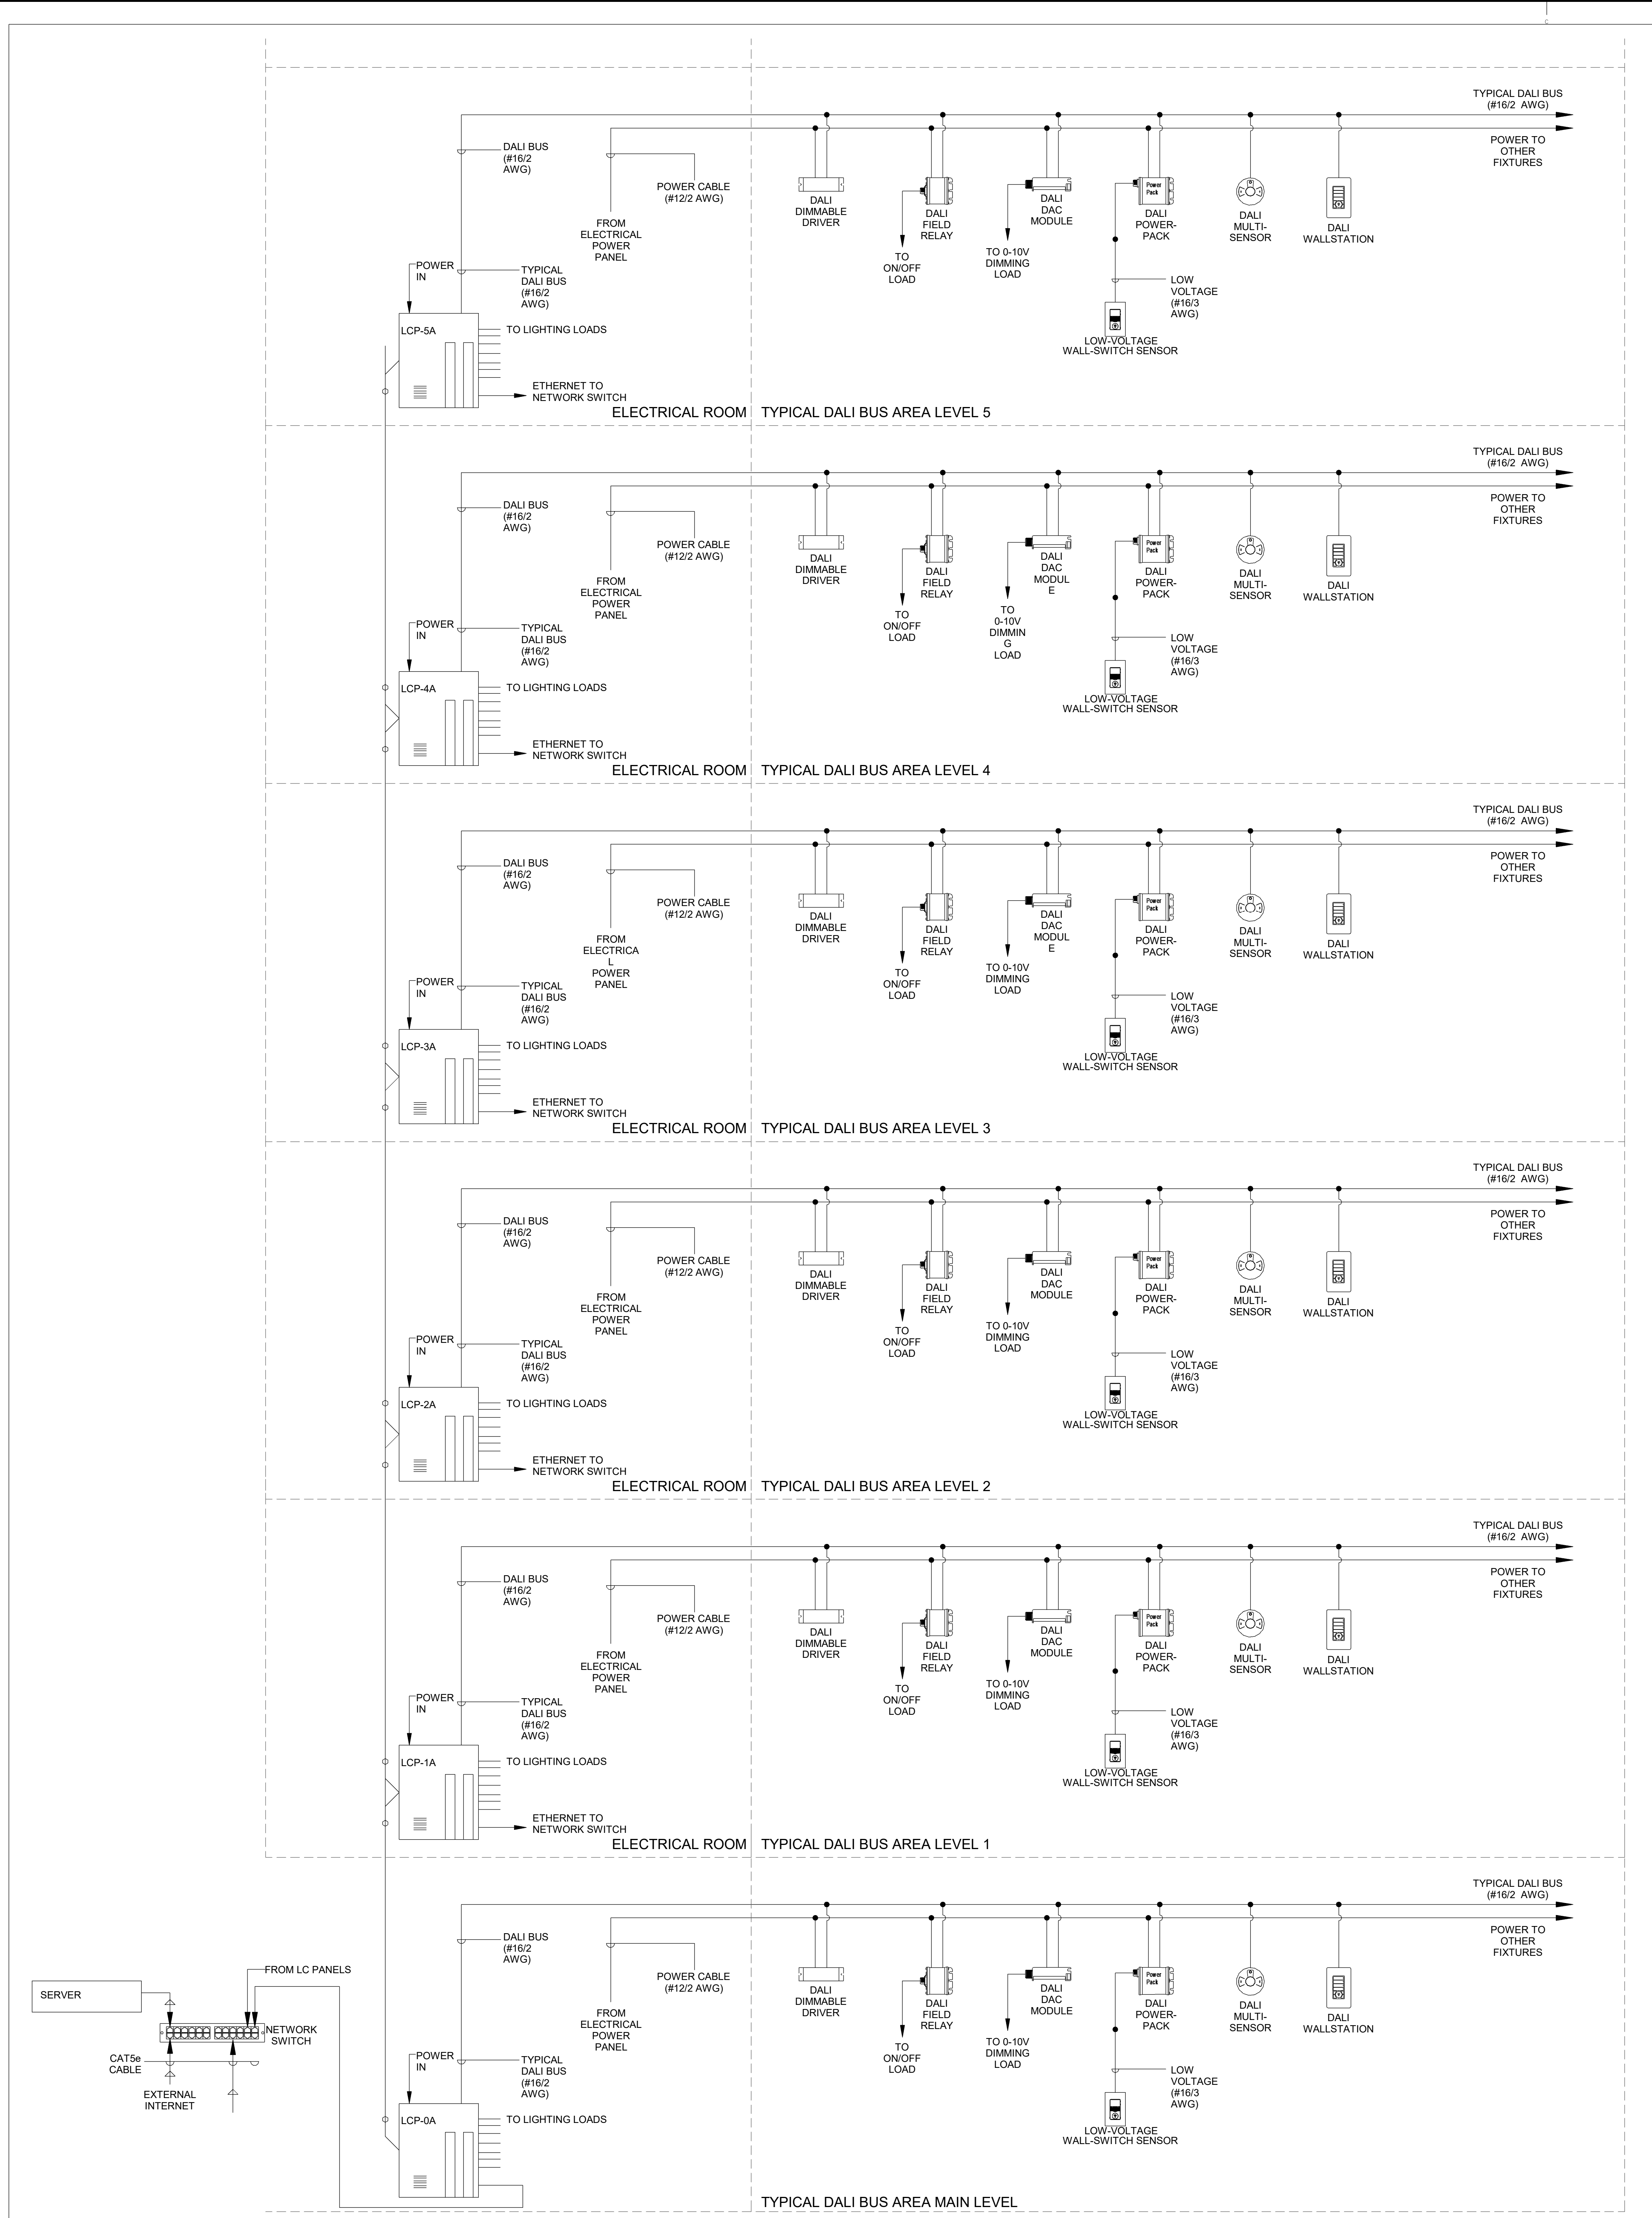 C
TYPICAL DALI BUS
(#16/2 AWG)
POWER TO
OTHER
FIXTURES
DALI BUS
(#16/2
AWG)
POWER CABLE
(#12/2 AWG)
FROM
ELECTRICAL
POWER
PANEL
DALI
DIMMABLE
DRIVER
DALI
FIELD
RELAY
TO
ON/OFF
LOAD
DALI
DAC
MODULE
TO 0-10V
DIMMING
LOAD
Power
Pack
DALI
POWER-
PACK
DALI
MULTI-
SENSOR
DALI
WALLSTATION
POWER
IN
TYPICAL
DALI BUS
(#16/2
AWG)
LOW
VOLTAGE
(#16/3
AWG)
LOW-VOLTAGE
WALL-SWITCH SENSOR
LCP-5A
TO LIGHTING LOADS
ETHERNET TO
NETWORK SWITCH
ELECTRICAL ROOM
TYPICAL DALI BUS AREA LEVEL 5
TYPICAL DALI BUS
(#16/2 AWG)
POWER TO
OTHER
FIXTURES
DALI BUS
(#16/2
AWG)
POWER CABLE
(#12/2 AWG)
FROM
ELECTRICAL
POWER
PANEL
DALI
DIMMABLE
DRIVER
DALI
FIELD
RELAY
TO
ON/OFF
LOAD
DALI
DAC
MODUL
E
TO
0-10V
DIMMIN
G
LOAD
Power
Pack
DALI
POWER-
PACK
DALI
MULTI-
SENSOR
DALI
WALLSTATION
POWER
IN
TYPICAL
DALI BUS
(#16/2
AWG)
LOW
VOLTAGE
(#16/3
AWG)
LOW-VOLTAGE
WALL-SWITCH SENSOR
LCP-4A
TO LIGHTING LOADS
ETHERNET TO
NETWORK SWITCH
ELECTRICAL ROOM
TYPICAL DALI BUS AREA LEVEL 4
TYPICAL DALI BUS
(#16/2 AWG)
POWER TO
OTHER
FIXTURES
DALI BUS
(#16/2
AWG)
POWER CABLE
(#12/2 AWG)
FROM
ELECTRICA
L
POWER
PANEL
DALI
DIMMABLE
DRIVER
DALI
FIELD
RELAY
TO
ON/OFF
LOAD
DALI
DAC
MODUL
E
TO 0-10V
DIMMING
LOAD
Power
Pack
DALI
POWER-
PACK
DALI
MULTI-
SENSOR
DALI
WALLSTATION
POWER
IN
TYPICAL
DALI BUS
(#16/2
AWG)
LOW
VOLTAGE
(#16/3
AWG)
LOW-VOLTAGE
WALL-SWITCH SENSOR
LCP-3A
TO LIGHTING LOADS
ETHERNET TO
NETWORK SWITCH
ELECTRICAL ROOM
TYPICAL DALI BUS AREA LEVEL 3
TYPICAL DALI BUS
(#16/2 AWG)
POWER TO
OTHER
FIXTURES
DALI BUS
(#16/2
AWG)
POWER CABLE
(#12/2 AWG)
FROM
ELECTRICAL
POWER
PANEL
DALI
DIMMABLE
DRIVER
DALI
FIELD
RELAY
TO
ON/OFF
LOAD
DALI
DAC
MODULE
TO 0-10V
DIMMING
LOAD
Power
Pack
DALI
POWER-
PACK
DALI
MULTI-
SENSOR
DALI
WALLSTATION
POWER
IN
TYPICAL
DALI BUS
(#16/2
AWG)
LOW
VOLTAGE
(#16/3
AWG)
LOW-VOLTAGE
WALL-SWITCH SENSOR
LCP-2A
TO LIGHTING LOADS
ETHERNET TO
NETWORK SWITCH
ELECTRICAL ROOM
TYPICAL DALI BUS AREA LEVEL 2
TYPICAL DALI BUS
(#16/2 AWG)
POWER TO
OTHER
FIXTURES
DALI BUS
(#16/2
AWG)
POWER CABLE
(#12/2 AWG)
FROM
ELECTRICAL
POWER
PANEL
DALI
DIMMABLE
DRIVER
DALI
FIELD
RELAY
TO
ON/OFF
LOAD
DALI
DAC
MODULE
TO 0-10V
DIMMING
LOAD
Power
Pack
DALI
POWER-
PACK
DALI
MULTI-
SENSOR
DALI
WALLSTATION
POWER
IN
TYPICAL
DALI BUS
(#16/2
AWG)
LOW
VOLTAGE
(#16/3
AWG)
LOW-VOLTAGE
WALL-SWITCH SENSOR
LCP-1A
TO LIGHTING LOADS
ETHERNET TO
NETWORK SWITCH
ELECTRICAL ROOM
TYPICAL DALI BUS AREA LEVEL 1
TYPICAL DALI BUS
(#16/2 AWG)
POWER TO
OTHER
FIXTURES
DALI BUS
(#16/2
AWG)
POWER CABLE
(#12/2 AWG)
FROM
ELECTRICAL
POWER
PANEL
DALI
DIMMABLE
DRIVER
DALI
FIELD
RELAY
TO
ON/OFF
LOAD
DALI
DAC
MODULE
TO 0-10V
DIMMING
LOAD
Power
Pack
DALI
POWER-
PACK
DALI
MULTI-
SENSOR
DALI
WALLSTATION
FROM LC PANELS
SERVER
NETWORK
SWITCH
CAT5e
CABLE
EXTERNAL
INTERNET
POWER
IN
TYPICAL
DALI BUS
(#16/2
AWG)
LOW
VOLTAGE
(#16/3
AWG)
LOW-VOLTAGE
WALL-SWITCH SENSOR
LCP-0A
TO LIGHTING LOADS
TYPICAL DALI BUS AREA MAIN LEVEL